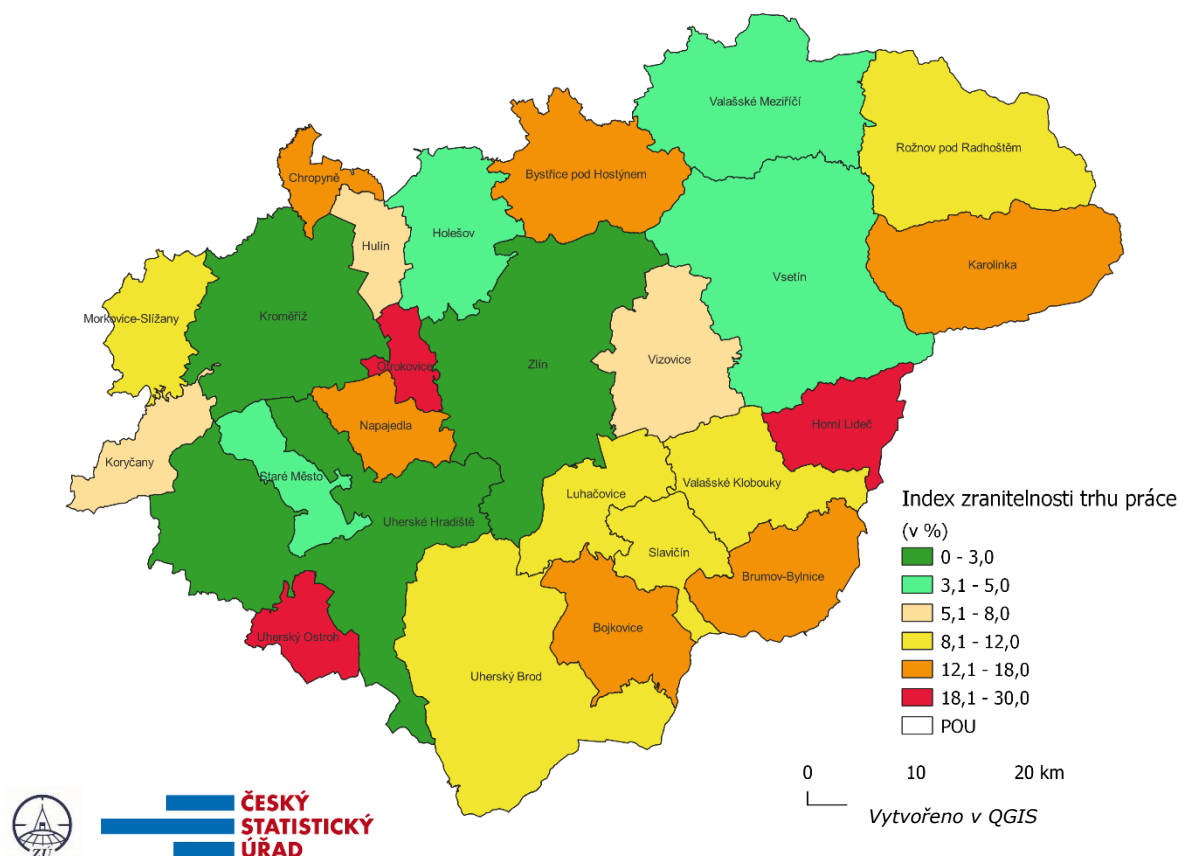 Valašské Meziříčí
Rožnov pod Radhoštěm
Bystřice pod Hostýnem
Chropyně
Holešov
Hulín
Karolinka
Vsetín
Kroměříž
Morkovice-Slížany
Otrokovice
Zlín
Vizovice
Napajedla
Horní Lideč
Koryčany
Staré Město
Valašské Klobouky
Luhačovice
Uherské Hradiště
Slavičín
Brumov-Bylnice
Bojkovice
Uherský Ostroh
Uherský Brod
Index zranitelnosti trhu práce
(v %)
0 - 3,0
3,1 - 5,0
5,1 - 8,0
8,1 - 12,0
12,1 - 18,0
18,1 - 30,0
POU
0 10 20 km
Vytvořeno v QGIS
ZÚ
ČESKÝ
STATISTICKÝ
ÚŘAD